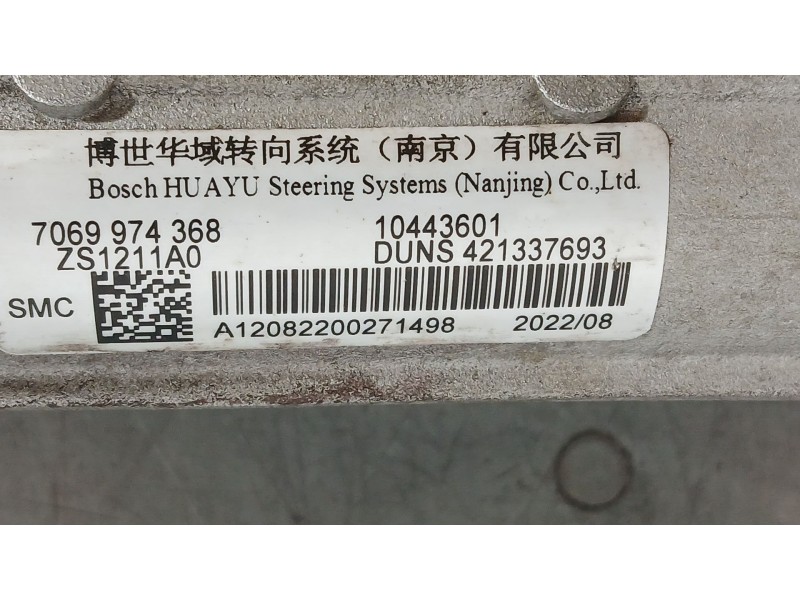 博世华域转向系统（南京）有限公司
Bosch HUAYU Steering Systems (Nanjing) Co.,Ltd.
7069 974 368 10443601
ZS1211A0 DUNS 421337693
SMC
A12082200271498 2022/08